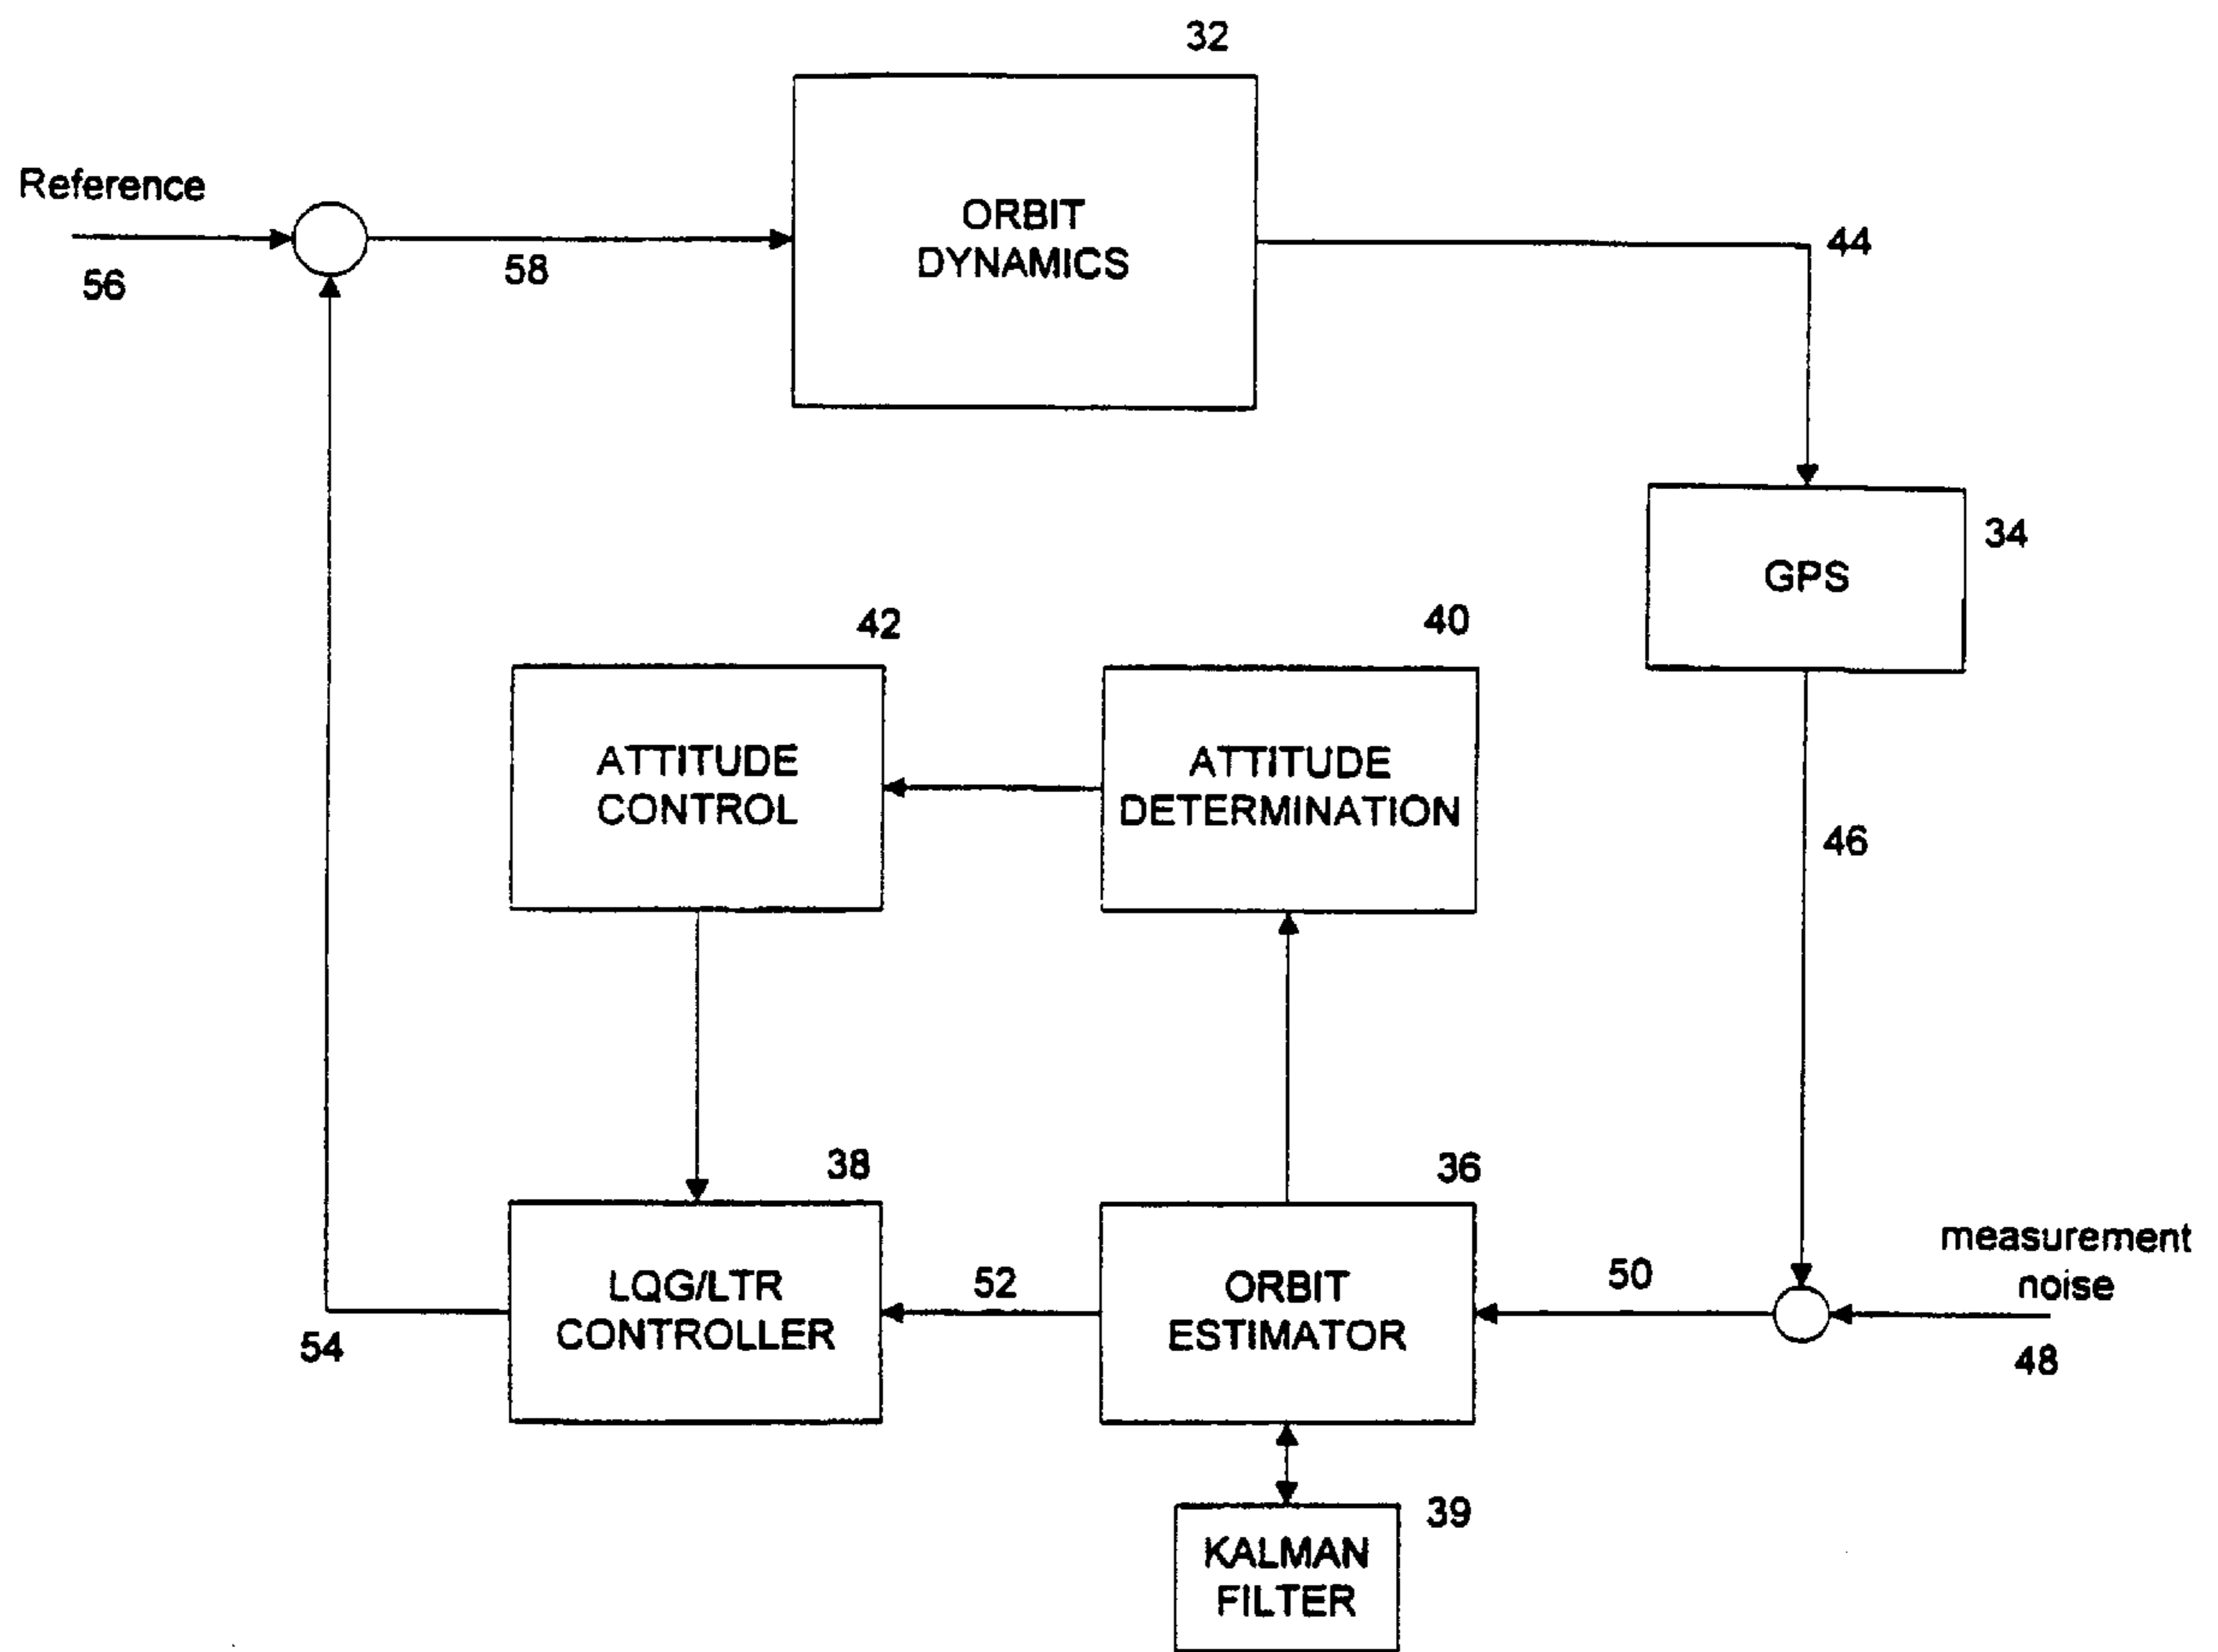 32
Reference
56
58
ORBIT
DYNAMICS
44
34
GPS
42
40
ATTITUDE
CONTROL
ATTITUDE
DETERMINATION
46
38
36
measurement
noise
48
LQG/LTR
CONTROLLER
52
ORBIT
ESTIMATOR
50
54
39
KALMAN
FILTER